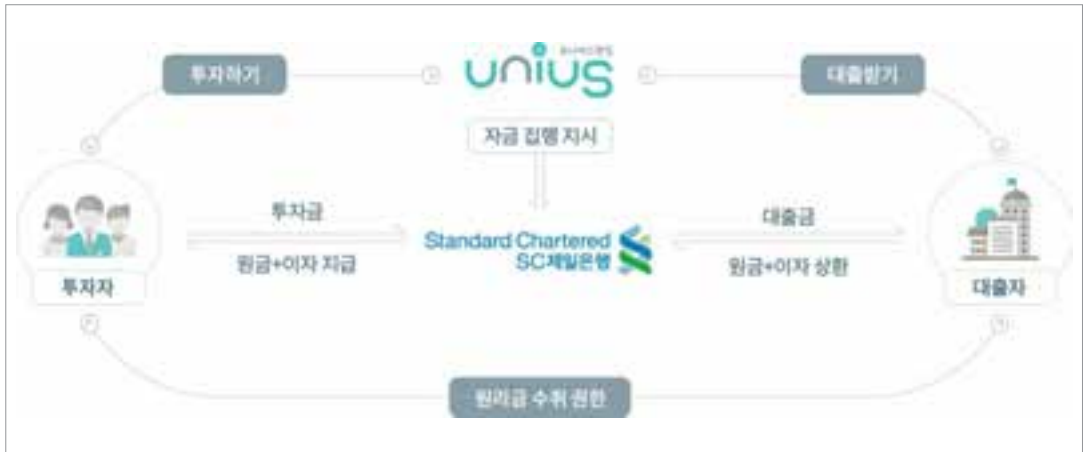 투자하기
unius
대출받기
자금 집행 지시
투자금
대출금
Standard Chartered
SC제일은행
원금+이자 지급
원금+이자 상환
투자자
대출자
원리금 수취 권한